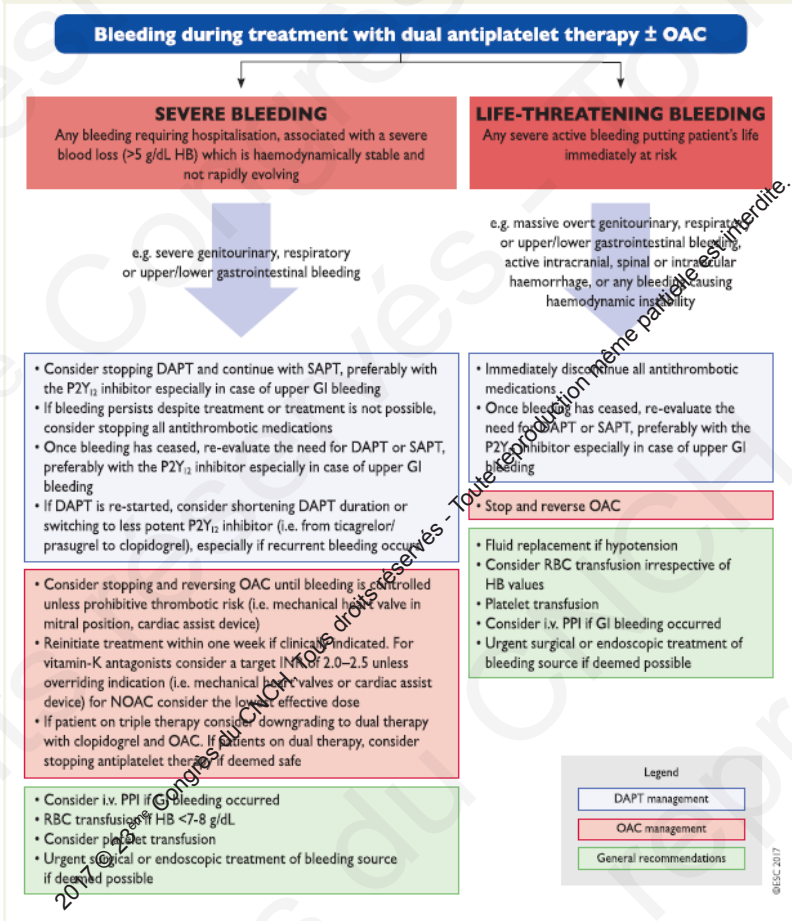 Bleeding during treatment with dual antiplatelet therapy ± OAC
SEVERE BLEEDING
Any bleeding requiring hospitalisation, associated with a severe
blood loss (>5 g/dL HB) which is haemodynamically stable and
not rapidly evolving
e.g. severe genitourinary, respiratory
or upper/lower gastrointestinal bleeding
• Consider stopping DAPT and continue with SAPT, preferably with
the P2Y₁₂ inhibitor especially in case of upper GI bleeding
• If bleeding persists despite treatment or treatment is not possible,
consider stopping all antithrombotic medications
• Once bleeding has ceased, re-evaluate the need for DAPT or SAPT,
preferably with the P2Y₁₂ inhibitor especially in case of upper GI
bleeding
• If DAPT is re-started, consider shortening DAPT duration or
switching to less potent P2Y₁₂ inhibitor (i.e. from ticagrelor/
prasugrel to clopidogrel), especially if recurrent bleeding occurs
• Consider stopping and reversing OAC until bleeding is controlled
unless prohibitive thrombotic risk (i.e. mechanical heart valve in
mitral position, cardiac assist device)
• Reinitiate treatment within one week if clinically indicated. For
vitamin-K antagonists consider a target INR of 2.0–2.5 unless
overriding indication (i.e. mechanical heart valves or cardiac assist
device) for NOAC consider the lowest effective dose
• If patient on triple therapy consider downgrading to dual therapy
with clopidogrel and OAC. If patients on dual therapy, consider
stopping antiplatelet therapy if deemed safe
• Consider i.v. PPI if GI bleeding occurred
• RBC transfusion if HB <7-8 g/dL
• Consider platelet transfusion
• Urgent surgical or endoscopic treatment of bleeding source
if deemed possible
LIFE-THREATENING BLEEDING
Any severe active bleeding putting patient's life
immediately at risk
e.g. massive overt genitourinary, respiratory
or upper/lower gastrointestinal bleeding,
active intracranial, spinal or intraocular
haemorrhage, or any bleeding causing
haemodynamic instability
• Immediately discontinue all antithrombotic
medications
• Once bleeding has ceased, re-evaluate the
need for DAPT or SAPT, preferably with the
P2Y₁₂ inhibitor especially in case of upper GI
bleeding
• Stop and reverse OAC
• Fluid replacement if hypotension
• Consider RBC transfusion irrespective of
HB values
• Platelet transfusion
• Consider i.v. PPI if GI bleeding occurred
• Urgent surgical or endoscopic treatment of
bleeding source if deemed possible
Legend
DAPT management
OAC management
General recommendations
©ESC 2017
2017 © 23ème Congrès du CNCH. Tous droits réservés - Toute reproduction même partielle est interdite.